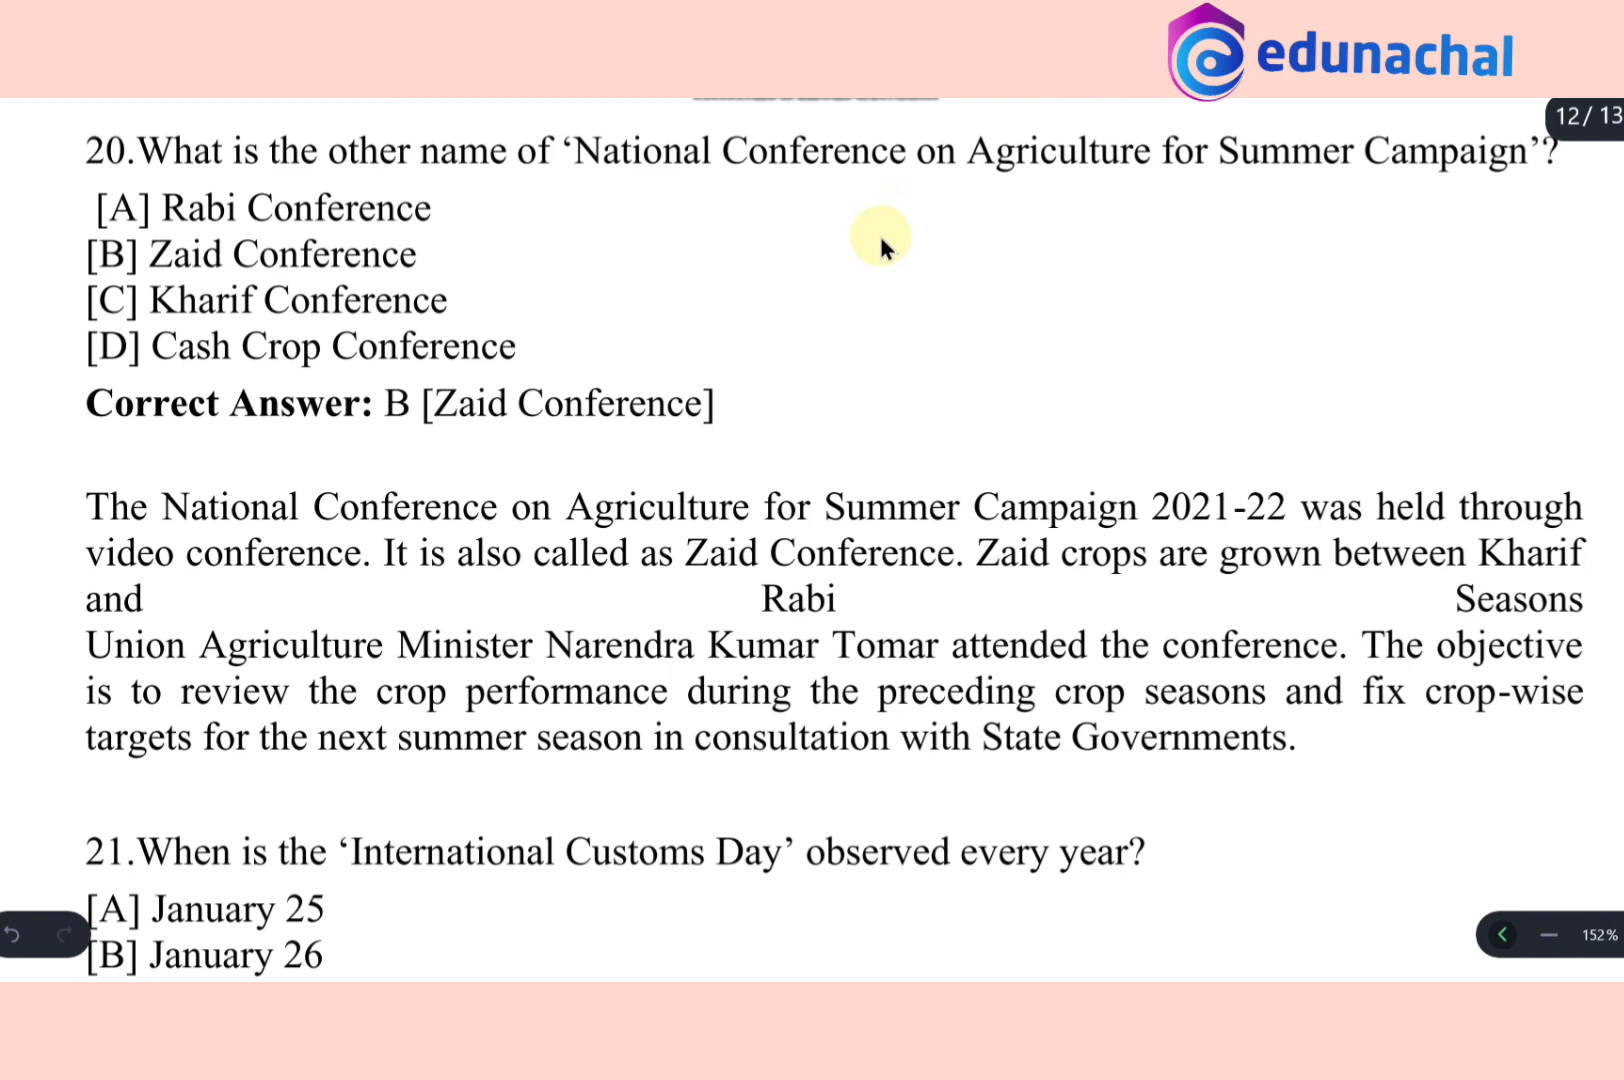 edunachal
12/ 13
20.What is the other name of ‘National Conference on Agriculture for Summer Campaign’?
[A] Rabi Conference
[B] Zaid Conference
[C] Kharif Conference
[D] Cash Crop Conference
Correct Answer: B [Zaid Conference]
The National Conference on Agriculture for Summer Campaign 2021-22 was held through
video conference. It is also called as Zaid Conference. Zaid crops are grown between Kharif
and Rabi Seasons
Union Agriculture Minister Narendra Kumar Tomar attended the conference. The objective
is to review the crop performance during the preceding crop seasons and fix crop-wise
targets for the next summer season in consultation with State Governments.
21.When is the ‘International Customs Day’ observed every year?
[A] January 25
[B] January 26
152%